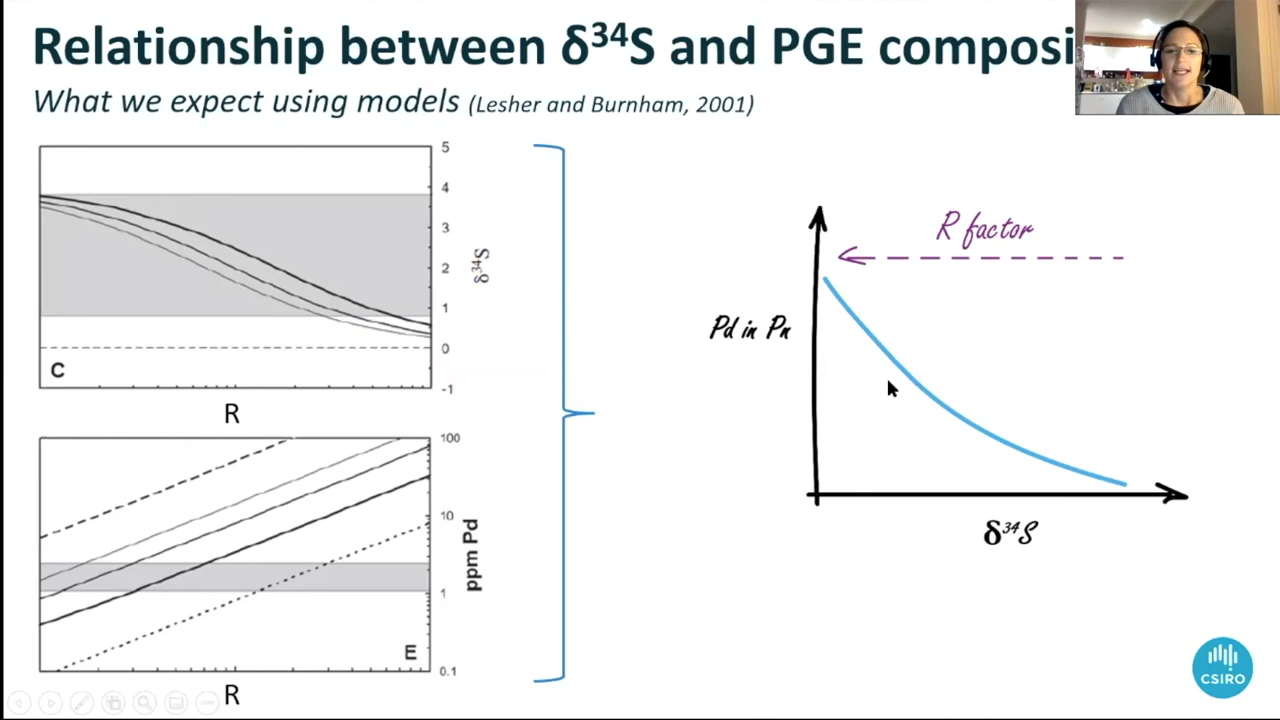 Relationship between δ³⁴S and PGE composi
What we expect using models (Lesher and Burnham, 2001)
5
4
3
2
1
0
-1
δ³⁴S
C
R
100
10
1
0.1
ppm Pd
E
R
R factor
Pd in Pn
δ³⁴S
CSIRO